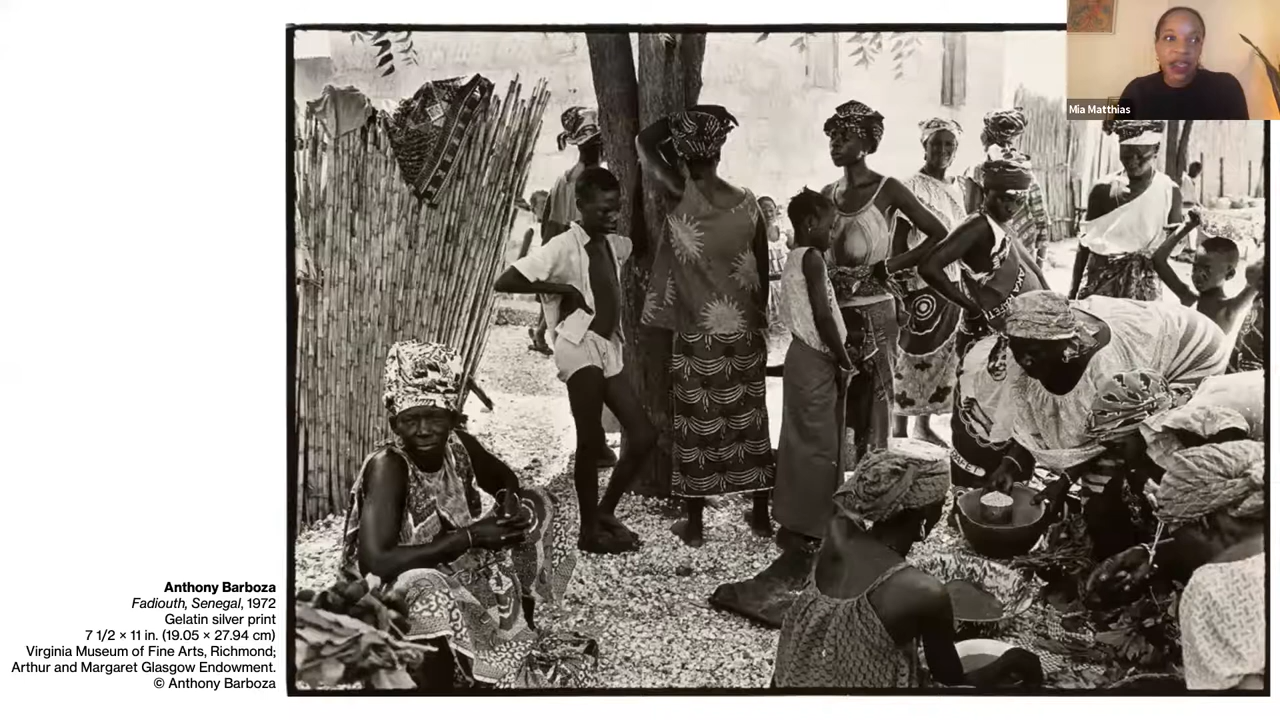 Mia Matthias
Anthony Barboza
Fadiouth, Senegal, 1972
Gelatin silver print
7 1/2 × 11 in. (19.05 × 27.94 cm)
Virginia Museum of Fine Arts, Richmond;
Arthur and Margaret Glasgow Endowment.
© Anthony Barboza